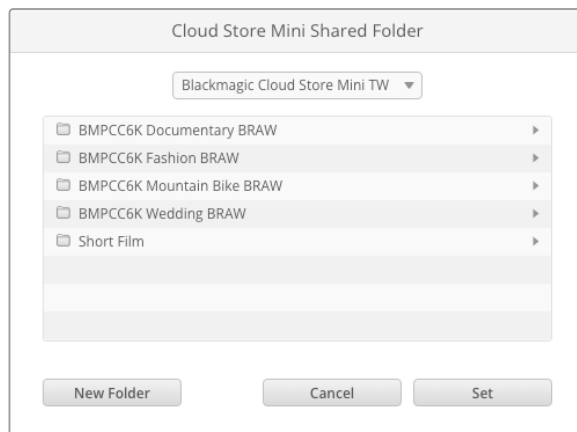 Cloud Store Mini Shared Folder
Blackmagic Cloud Store Mini TW
BMPCC6K Documentary BRAW
BMPCC6K Fashion BRAW
BMPCC6K Mountain Bike BRAW
BMPCC6K Wedding BRAW
Short Film
New Folder Cancel Set